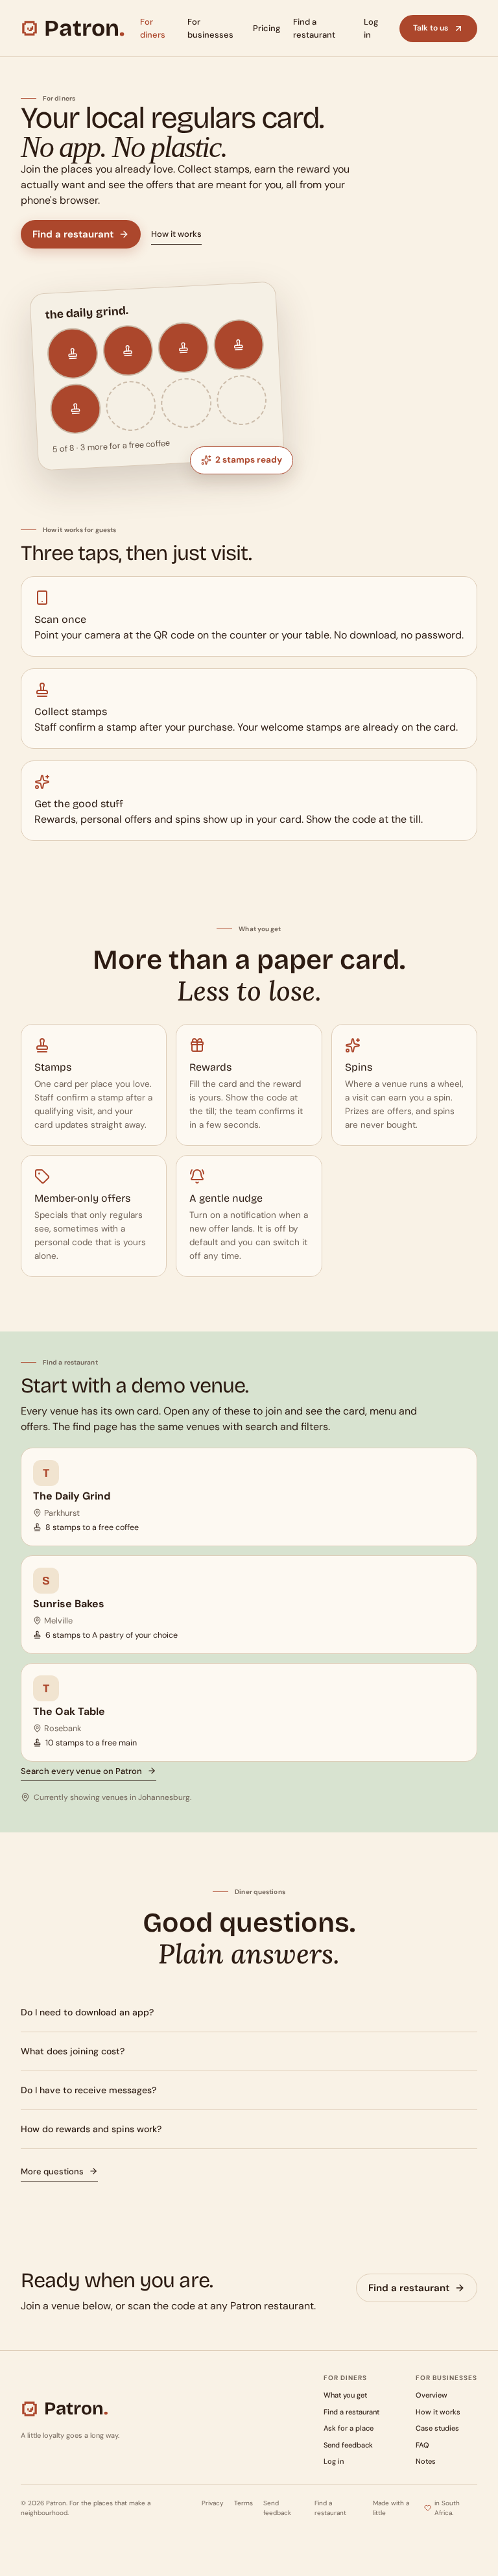 Patron.
For
diners
For
businesses
Pricing
Find a
restaurant
Log
in
Talk to us
For diners
Your local regulars card.
No app. No plastic.
Join the places you already love. Collect stamps, earn the reward you
actually want and see the offers that are meant for you, all from your
phone's browser.
Find a restaurant
How it works
the daily grind.
5 of 8 · 3 more for a free coffee
2 stamps ready
How it works for guests
Three taps, then just visit.
Scan once
Point your camera at the QR code on the counter or your table. No download, no password.
Collect stamps
Staff confirm a stamp after your purchase. Your welcome stamps are already on the card.
Get the good stuff
Rewards, personal offers and spins show up in your card. Show the code at the till.
What you get
More than a paper card.
Less to lose.
Stamps
One card per place you love.
Staff confirm a stamp after a
qualifying visit, and your
card updates straight away.
Rewards
Fill the card and the reward
is yours. Show the code at
the till; the team confirms it
in a few seconds.
Spins
Where a venue runs a wheel,
a visit can earn you a spin.
Prizes are offers, and spins
are never bought.
Member-only offers
Specials that only regulars
see, sometimes with a
personal code that is yours
alone.
A gentle nudge
Turn on a notification when a
new offer lands. It is off by
default and you can switch it
off any time.
Find a restaurant
Start with a demo venue.
Every venue has its own card. Open any of these to join and see the card, menu and
offers. The find page has the same venues with search and filters.
T
The Daily Grind
Parkhurst
8 stamps to a free coffee
S
Sunrise Bakes
Melville
6 stamps to A pastry of your choice
T
The Oak Table
Rosebank
10 stamps to a free main
Search every venue on Patron
Currently showing venues in Johannesburg.
Diner questions
Good questions.
Plain answers.
Do I need to download an app?
What does joining cost?
Do I have to receive messages?
How do rewards and spins work?
More questions
Ready when you are.
Join a venue below, or scan the code at any Patron restaurant.
Find a restaurant
Patron.
A little loyalty goes a long way.
FOR DINERS
What you get
Find a restaurant
Ask for a place
Send feedback
Log in
FOR BUSINESSES
Overview
How it works
Case studies
FAQ
Notes
© 2026 Patron. For the places that make a
neighbourhood.
Privacy
Terms
Send
feedback
Find a
restaurant
Made with a
little
in South
Africa.